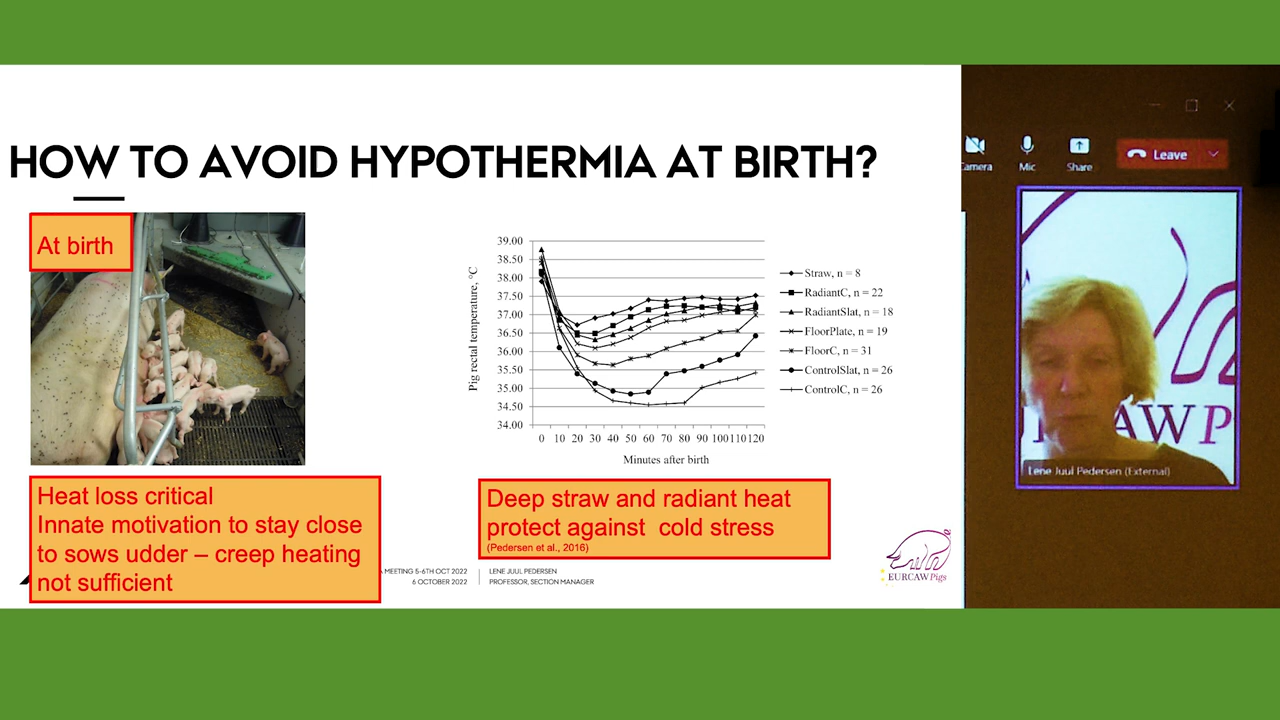 HOW TO AVOID HYPOTHERMIA AT BIRTH?
At birth
Heat loss critical
Innate motivation to stay close
to sows udder – creep heating
not sufficient
39.00
38.50
38.00
37.50
37.00
36.50
36.00
35.50
35.00
34.50
34.00
Pig rectal temperature, °C
0 10 20 30 40 50 60 70 80 90 100 110 120
Minutes after birth
Straw, n = 8
RadiantC, n = 22
RadiantSlat, n = 18
FloorPlate, n = 19
FloorC, n = 31
ControlSlat, n = 26
ControlC, n = 26
Deep straw and radiant heat
protect against cold stress
(Pedersen et al., 2016)
MEETING 5-6TH OCT 2022
6 OCTOBER 2022
LENE JUUL PEDERSEN
PROFESSOR, SECTION MANAGER
EURCAW Pigs
Camera
Mic
Share
Leave
AW P
Lene Juul Pedersen (External)